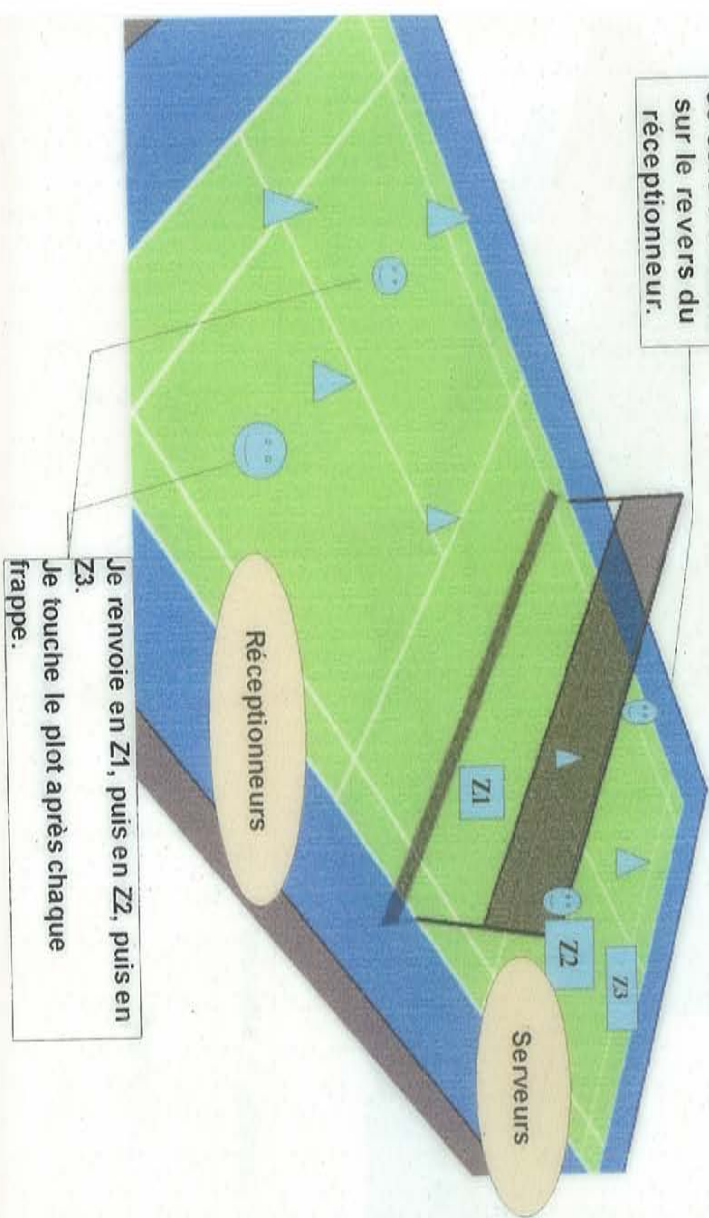 sur le revers du
réceptionneur.
Z1
Z2
Z3
Réceptionneurs
Serveurs
Je renvoie en Z1, puis en Z2, puis en
Z3.
Je touche le plot après chaque
frappe.